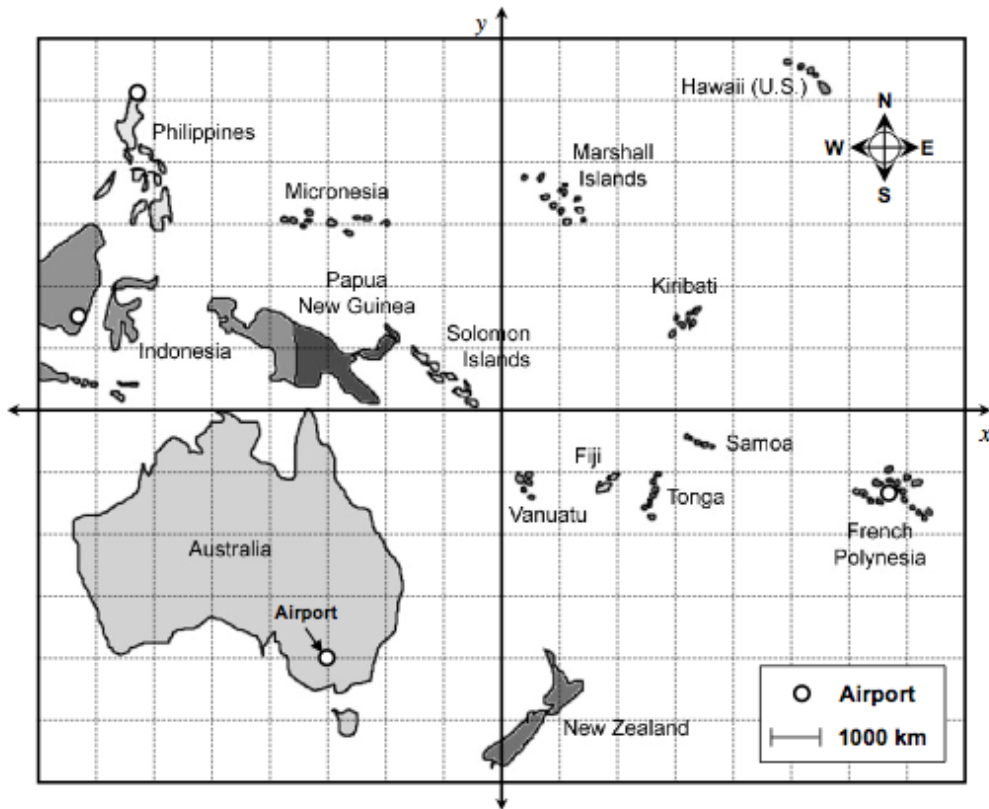 y
Hawaii (U.S.)
N
W E
S
Philippines
Marshall
Islands
Micronesia
Papua
New Guinea
Kiribati
Solomon
Islands
Indonesia
x
Samoa
Fiji
Vanuatu
Tonga
French
Polynesia
Australia
Airport
New Zealand
Airport
1000 km